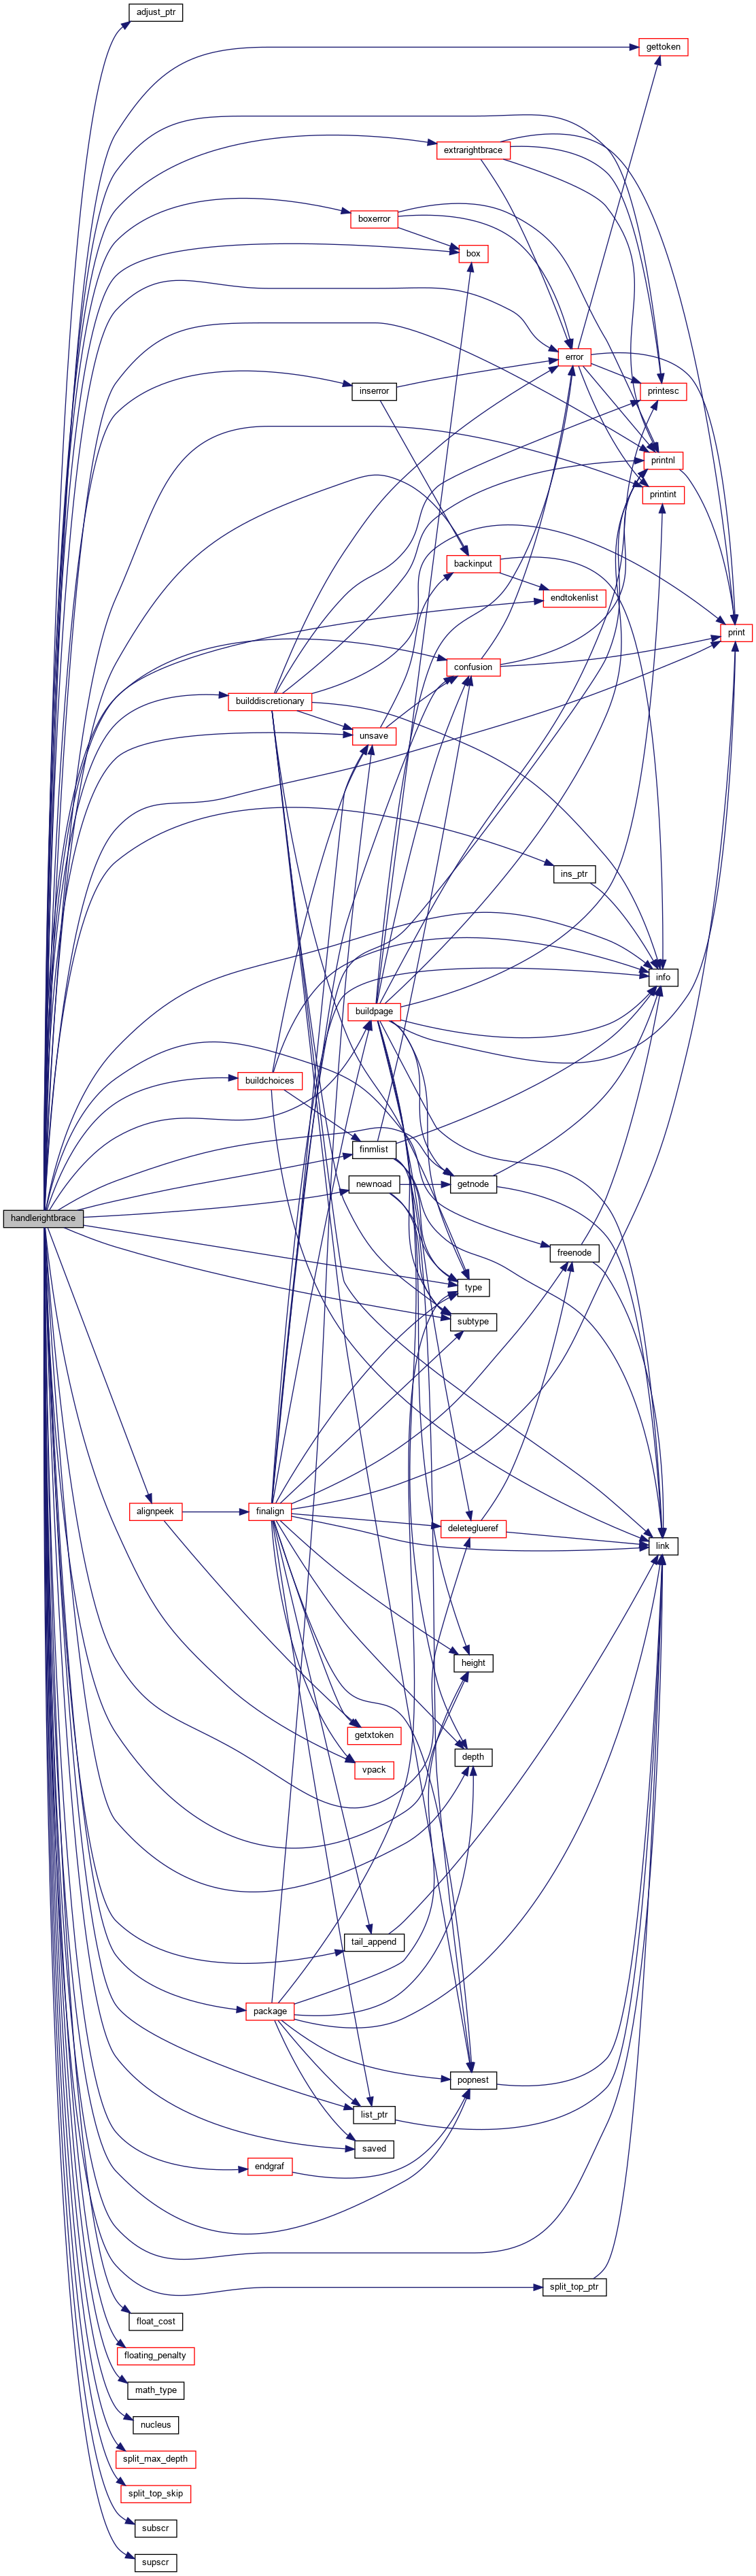 adjust_ptr
gettoken
extrarightbrace
boxerror
box
error
inserror
printesc
printnl
printint
backinput
endtokenlist
print
confusion
builddiscretionary
unsave
ins_ptr
info
buildpage
buildchoices
finmlist
newnoad
getnode
handlerightbrace
freenode
type
subtype
alignpeek
finalign
deleteglueref
link
height
getxtoken
depth
vpack
tail_append
package
popnest
list_ptr
saved
endgraf
split_top_ptr
float_cost
floating_penalty
math_type
nucleus
split_max_depth
split_top_skip
subscr
supscr